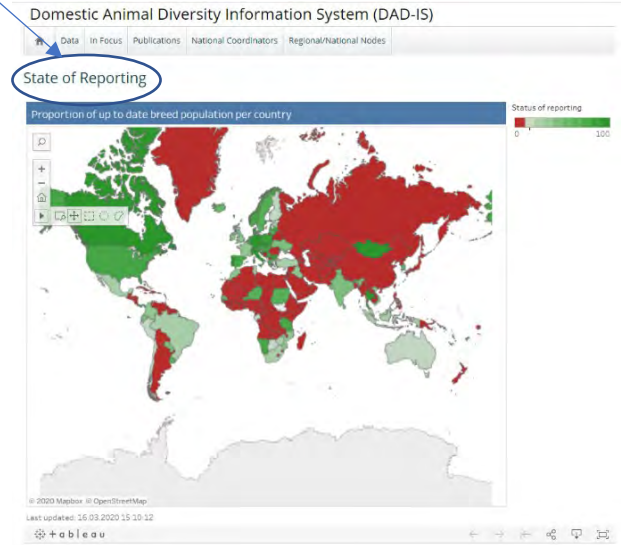 Domestic Animal Diversity Information System (DAD-IS)
Data In Focus Publications National Coordinators Regional/National Nodes
State of Reporting
Proportion of up to date breed population per country
Status of reporting
0 100
© 2020 Mapbox © OpenStreetMap
Last updated: 16.03.2020 15:10:12
+ableau